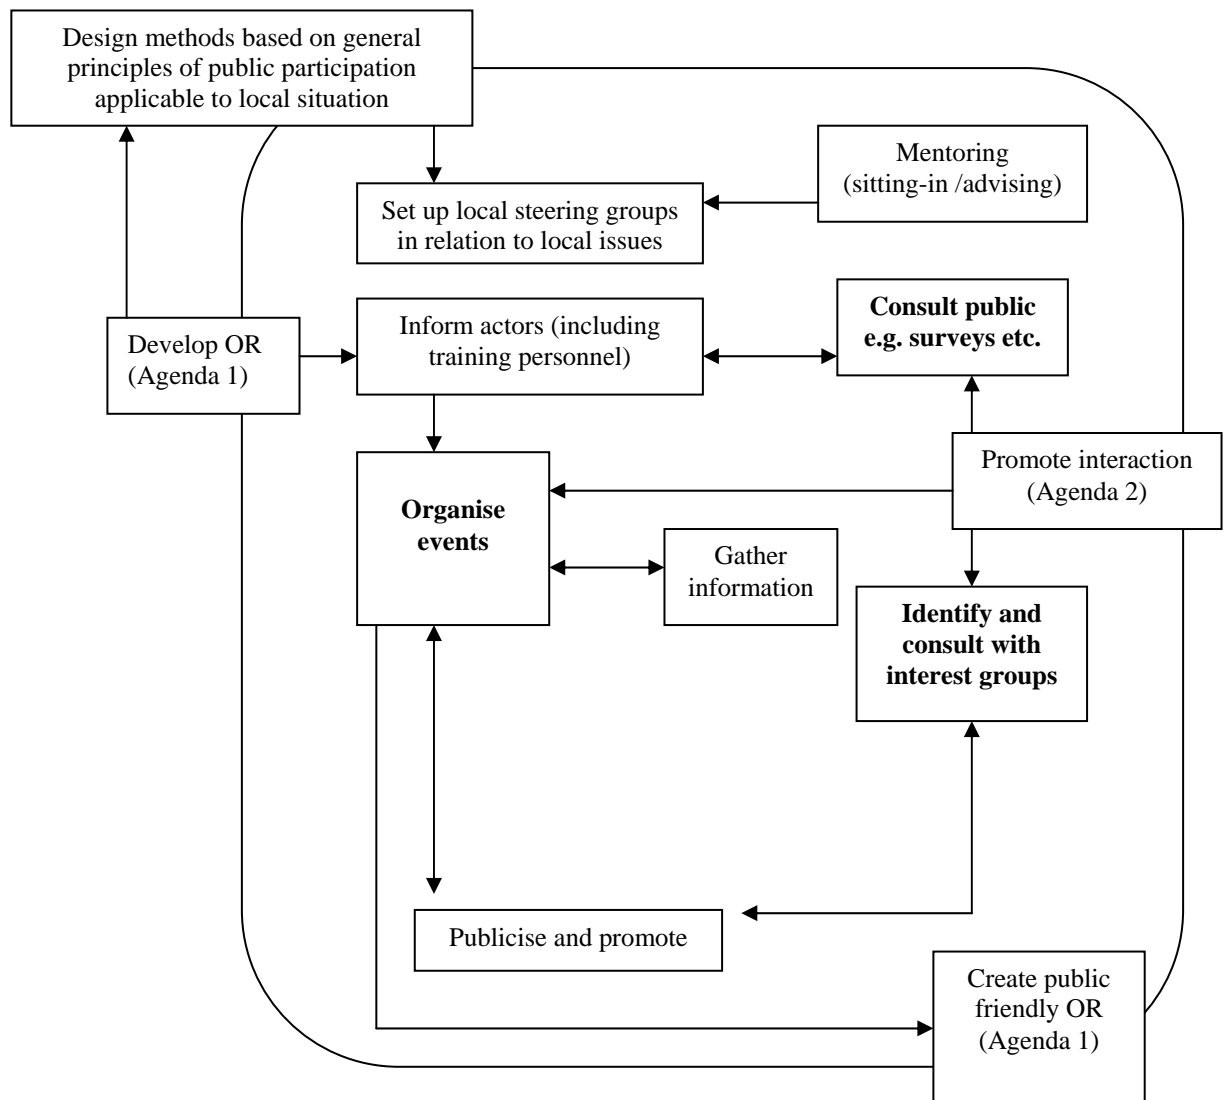 Design methods based on general
principles of public participation
applicable to local situation
Mentoring
(sitting-in /advising)
Set up local steering groups
in relation to local issues
Consult public
e.g. surveys etc.
Inform actors (including
training personnel)
Develop OR
(Agenda 1)
Promote interaction
(Agenda 2)
Organise
events
Gather
information
Identify and
consult with
interest groups
Publicise and promote
Create public
friendly OR
(Agenda 1)